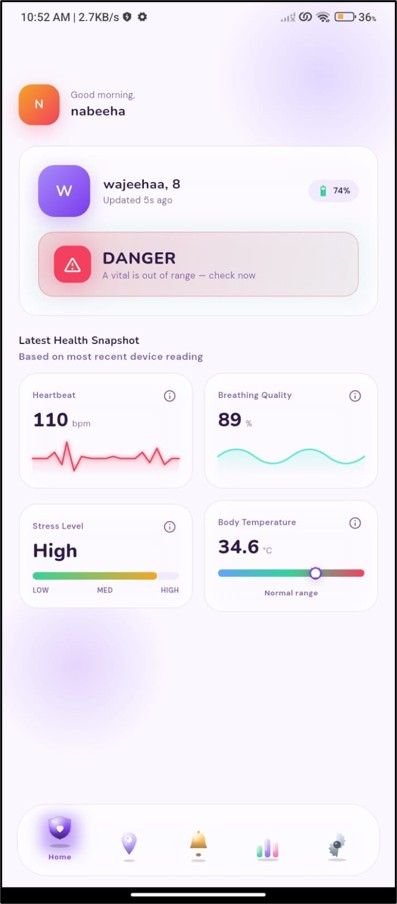 10:52 AM | 2.7KB/s
36%
N
Good morning,
nabeeha
W
wajeehaa, 8
Updated 5s ago
74%
DANGER
A vital is out of range — check now
Latest Health Snapshot
Based on most recent device reading
Heartbeat
110 bpm
Breathing Quality
89 %
Stress Level
High
LOW MED HIGH
Body Temperature
34.6 °C
Normal range
Home